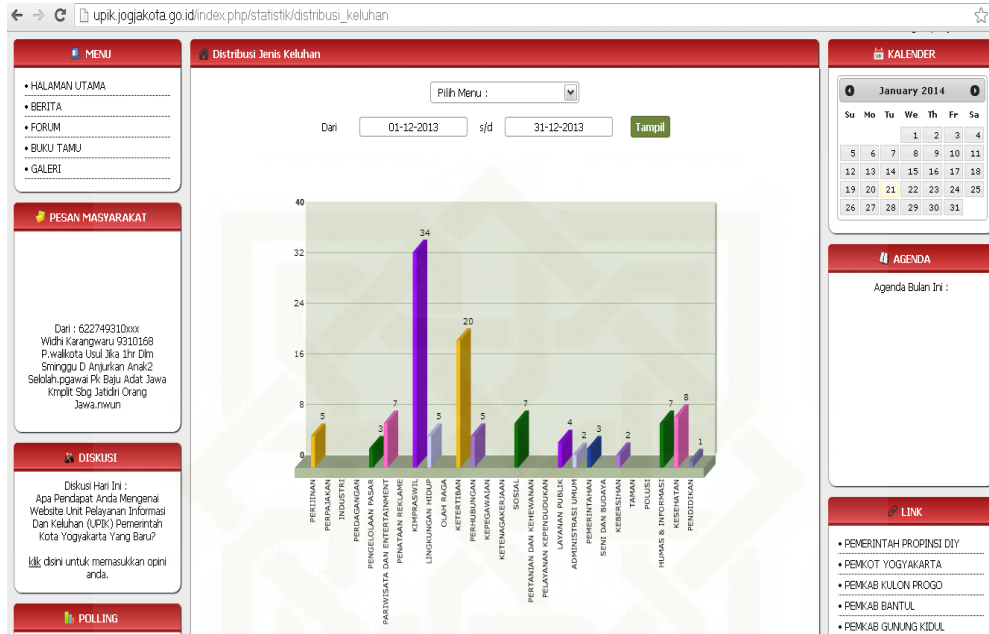 upik.jogjakota.go.id/index.php/statistik/distribusi_keluhan
MENU
• HALAMAN UTAMA
• BERITA
• FORUM
• BUKU TAMU
• GALERI
PESAN MASYARAKAT
Dari : 622749310xxx
Widhi Karangwaru 9310168
P.walikota Usul Jika 1hr Dlm
Sminggu D Anjurkan Anak2
Selolah.pgawai Pk Baju Adat Jawa
Kmplit Sbg Jatidiri Orang
Jawa.nwun
DISKUSI
Diskusi Hari Ini :
Apa Pendapat Anda Mengenai
Website Unit Pelayanan Informasi
Dan Keluhan (UPIK) Pemerintah
Kota Yogyakarta Yang Baru?
klik disini untuk memasukkan opini
anda.
POLLING
Distribusi Jenis Keluhan
Pilih Menu :
Dari 01-12-2013 s/d 31-12-2013 Tampil
40
32
24
16
8
0
5
3
7
34
5
20
5
7
4
2
3
2
7
8
1
PERIJINAN
PERPAJAKAN
INDUSTRI
PERDAGANGAN
PENGELOLAAN PASAR
PARIWISATA DAN ENTERTAINMENT
PENATAAN REKLAME
KIMPRASWIL
LINGKUNGAN HIDUP
OLAH RAGA
KETERTIBAN
PERHUBUNGAN
KEPEGAWAIAN
KETENAGAKERJAAN
SOSIAL
PERTANIAN DAN KEHEWANAN
PELAYANAN KEPENDUDUKAN
LAYANAN PUBLIK
ADMINISTRASI UMUM
PEMERINTAHAN
SENI DAN BUDAYA
KEBERSIHAN
TAMAN
POLUSI
HUMAS & INFORMASI
KESEHATAN
PENDIDIKAN
KALENDER
January 2014
Su Mo Tu We Th Fr Sa
1 2 3 4
5 6 7 8 9 10 11
12 13 14 15 16 17 18
19 20 21 22 23 24 25
26 27 28 29 30 31
AGENDA
Agenda Bulan Ini :
LINK
• PEMERINTAH PROPINSI DIY
• PEMKOT YOGYAKARTA
• PEMKAB KULON PROGO
• PEMKAB BANTUL
• PEMKAB GUNUNG KIDUL